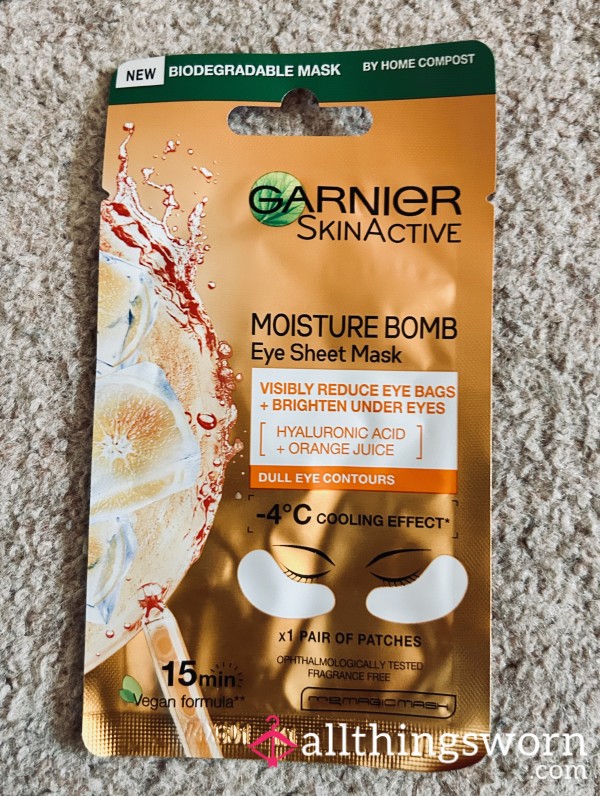 NEW BIODEGRADABLE MASK BY HOME COMPOST
GARNIER
SKINACTIVE
MOISTURE BOMB
Eye Sheet Mask
VISIBLY REDUCE EYE BAGS
+ BRIGHTEN UNDER EYES
HYALURONIC ACID
+ ORANGE JUICE
DULL EYE CONTOURS
-4°C COOLING EFFECT*
x1 PAIR OF PATCHES
OPHTHALMOLOGICALLY TESTED
FRAGRANCE FREE
15min
Vegan formula**
allthingsworn
.com